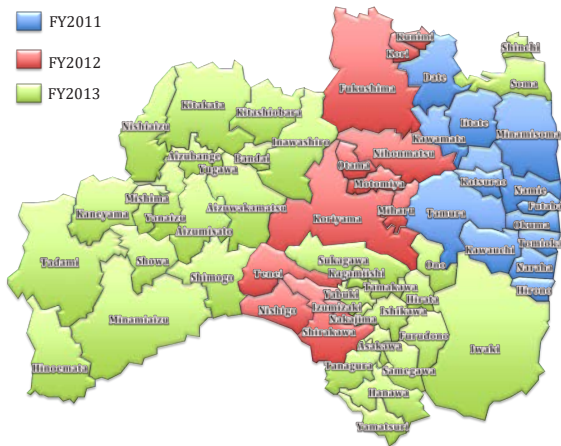 FY2011
FY2012
FY2013
Kunimi
Kori
Date
Shinchi
Soma
Fukushima
Kitakata
Kitashiobara
Nishiaizu
Inawashiro
Iitate
Minamisoma
Kawamata
Nihonmatsu
Aizubange
Bandai
Yugawa
Otama
Motomiya
Katsurao
Namie
Futaba
Mishima
Kaneyama
Yanaizu
Aizuwakamatsu
Koriyama
Miharu
Tamura
Okuma
Tomioka
Aizumisato
Kawauchi
Naraha
Hirono
Tadami
Showa
Shimogo
Sukagawa
Ono
Tenei
Kagamiishi
Tamakawa
Hirata
Yabuki
Izumizaki
Ishikawa
Nakajima
Nishigo
Shirakawa
Minamiaizu
Furudono
Asakawa
Iwaki
Hinoemata
Tanagura
Samegawa
Hanawa
Yamatsuri